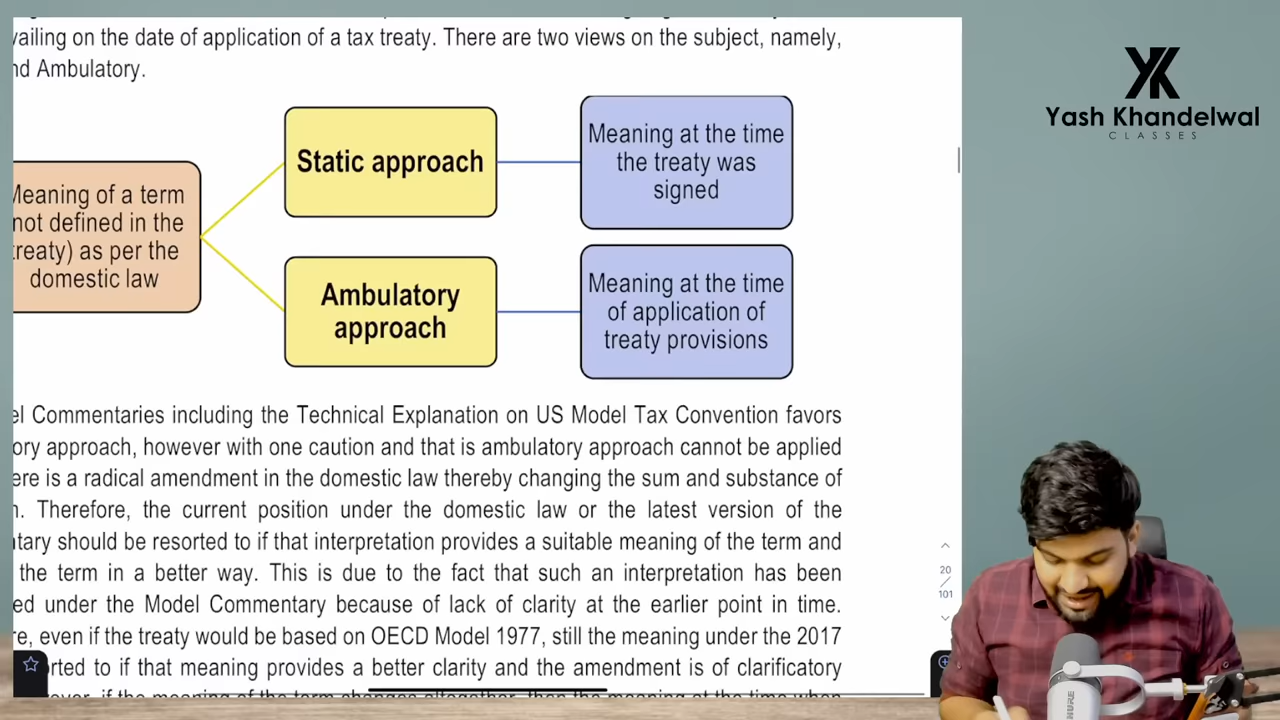 vailing on the date of application of a tax treaty. There are two views on the subject, namely,
nd Ambulatory.
Meaning of a term
not defined in the
treaty) as per the
domestic law
Static approach
Meaning at the time
the treaty was
signed
Ambulatory
approach
Meaning at the time
of application of
treaty provisions
el Commentaries including the Technical Explanation on US Model Tax Convention favors
ory approach, however with one caution and that is ambulatory approach cannot be applied
ere is a radical amendment in the domestic law thereby changing the sum and substance of
n. Therefore, the current position under the domestic law or the latest version of the
ntary should be resorted to if that interpretation provides a suitable meaning of the term and
the term in a better way. This is due to the fact that such an interpretation has been
ed under the Model Commentary because of lack of clarity at the earlier point in time.
re, even if the treaty would be based on OECD Model 1977, still the meaning under the 2017
orted to if that meaning provides a better clarity and the amendment is of clarificatory
20
101
Yash Khandelwal
CLASSES